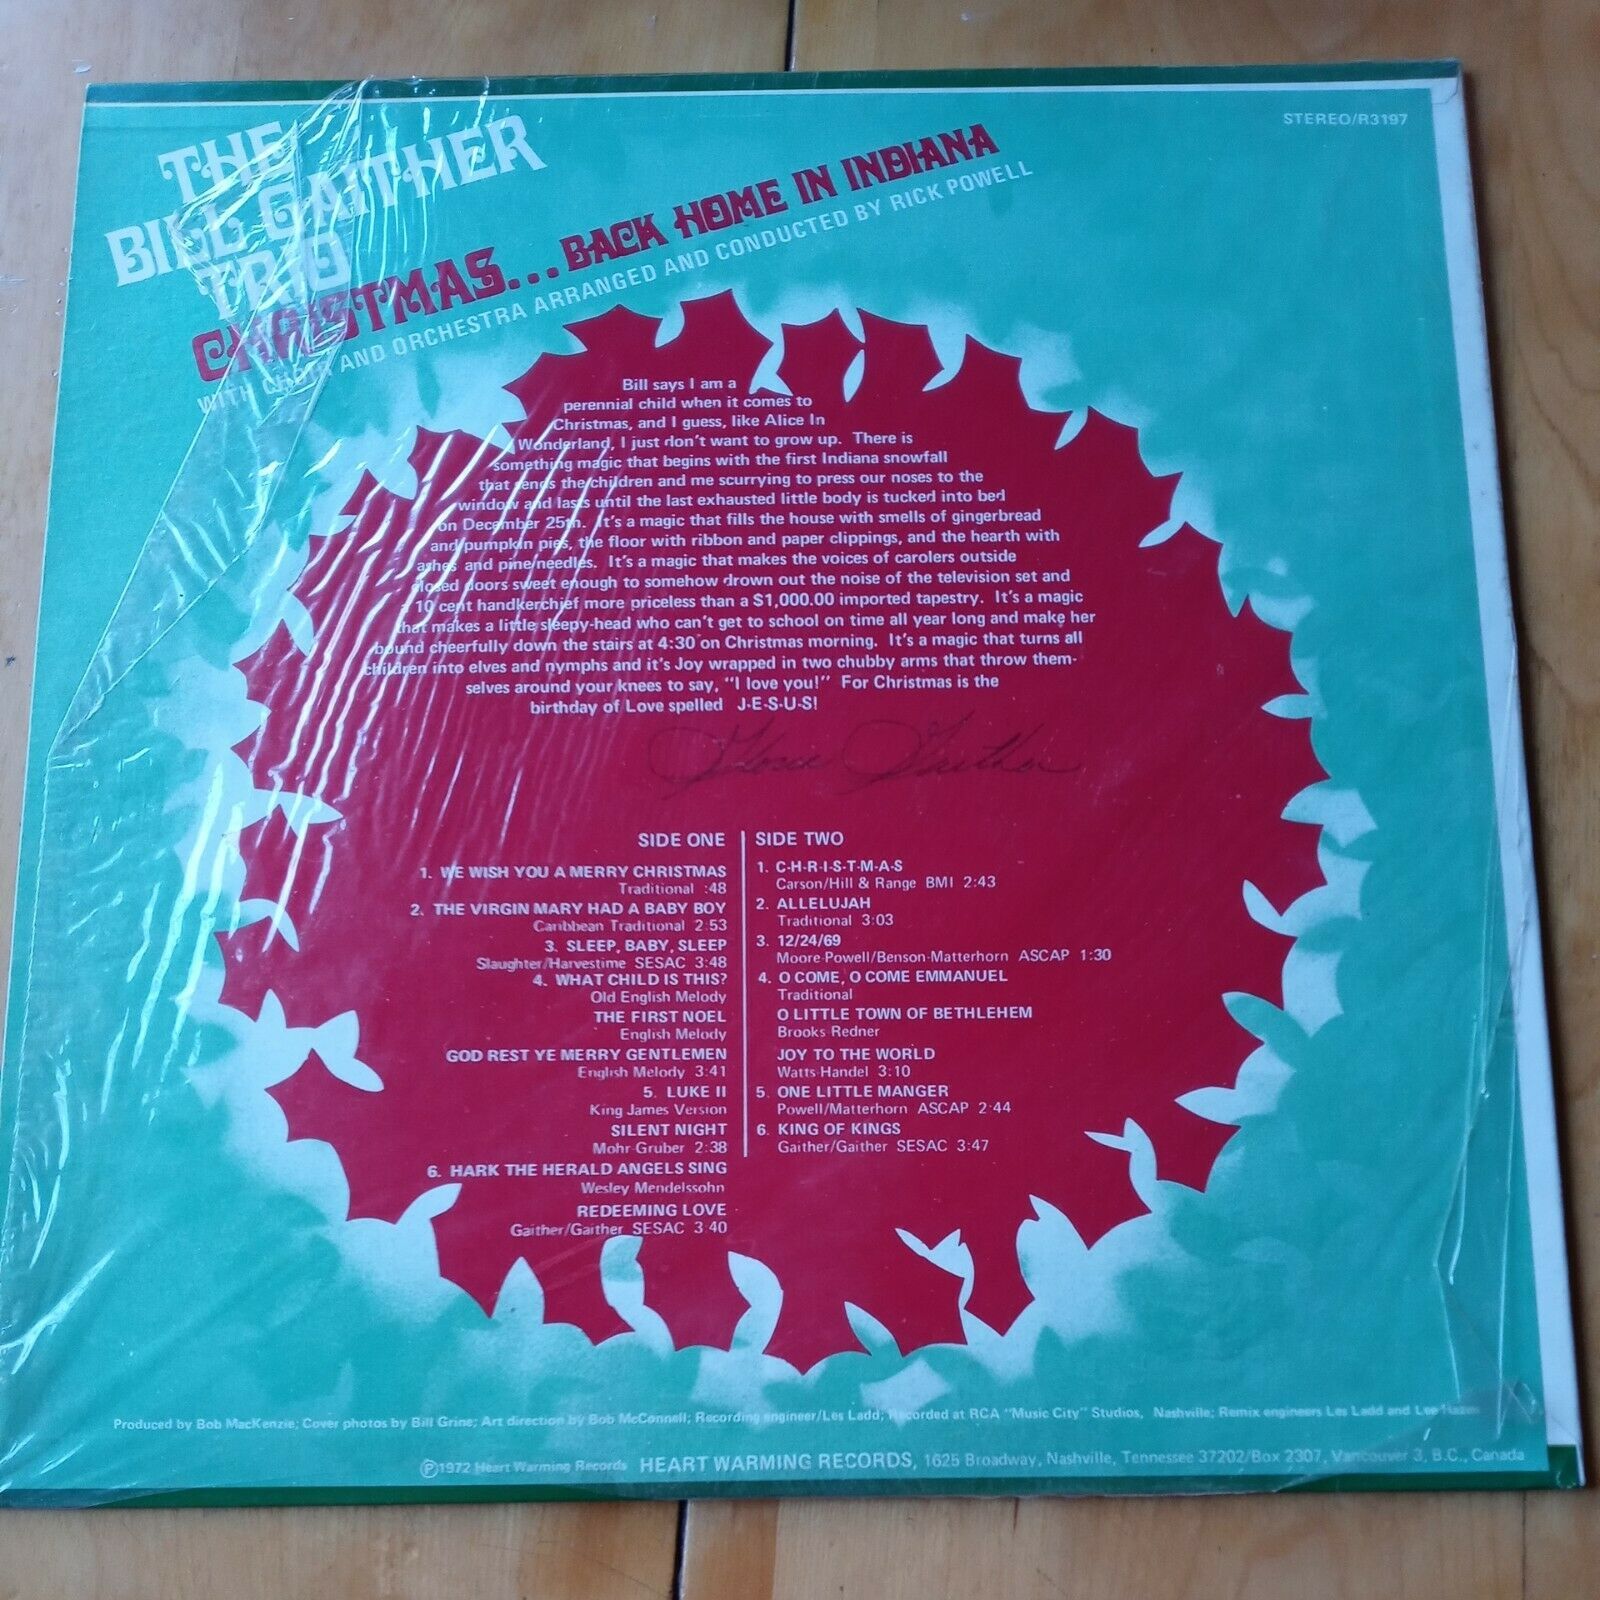 STEREO/R3197
THE
BILL GAITHER
TRIO
CHRISTMAS... BACK HOME IN INDIANA
WITH CHOIR AND ORCHESTRA ARRANGED AND CONDUCTED BY RICK POWELL
Bill says I am a
perennial child when it comes to
Christmas, and I guess, like Alice In
Wonderland, I just don't want to grow up. There is
something magic that begins with the first Indiana snowfall
that sends the children and me scurrying to press our noses to the
window and lasts until the last exhausted little body is tucked into bed
on December 25th. It's a magic that fills the house with smells of gingerbread
and pumpkin pies, the floor with ribbon and paper clippings, and the hearth with
ashes and pine needles. It's a magic that makes the voices of carolers outside
closed doors sweet enough to somehow drown out the noise of the television set and
a 10 cent handkerchief more priceless than a $1,000.00 imported tapestry. It's a magic
that makes a little sleepy-head who can't get to school on time all year long and make her
bound cheerfully down the stairs at 4:30 on Christmas morning. It's a magic that turns all
children into elves and nymphs and it's Joy wrapped in two chubby arms that throw them-
selves around your knees to say, "I love you!" For Christmas is the
birthday of Love spelled J-E-S-U-S!
Gloria Gaither
SIDE ONE
1. WE WISH YOU A MERRY CHRISTMAS
Traditional :48
2. THE VIRGIN MARY HAD A BABY BOY
Caribbean Traditional 2:53
3. SLEEP, BABY, SLEEP
Slaughter/Harvestime SESAC 3:48
4. WHAT CHILD IS THIS?
Old English Melody
THE FIRST NOEL
English Melody
GOD REST YE MERRY GENTLEMEN
English Melody 3:41
5. LUKE II
King James Version
SILENT NIGHT
Mohr-Gruber 2:38
6. HARK THE HERALD ANGELS SING
Wesley Mendelssohn
REDEEMING LOVE
Gaither/Gaither SESAC 3:40
SIDE TWO
1. C-H-R-I-S-T-M-A-S
Carson/Hill & Range BMI 2:43
2. ALLELUJAH
Traditional 3:03
3. 12/24/69
Moore-Powell/Benson-Matterhorn ASCAP 1:30
4. O COME, O COME EMMANUEL
Traditional
O LITTLE TOWN OF BETHLEHEM
Brooks-Redner
JOY TO THE WORLD
Watts-Handel 3:10
5. ONE LITTLE MANGER
Powell/Matterhorn ASCAP 2:44
6. KING OF KINGS
Gaither/Gaither SESAC 3:47
Produced by Bob MacKenzie; Cover photos by Bill Grine; Art direction by Bob McConnell; Recording engineer/Les Ladd; Recorded at RCA "Music City" Studios, Nashville; Remix engineers Les Ladd and Lee Hazen
Ⓟ1972 Heart Warming Records HEART WARMING RECORDS, 1625 Broadway, Nashville, Tennessee 37202/Box 2307, Vancouver 3, B.C., Canada